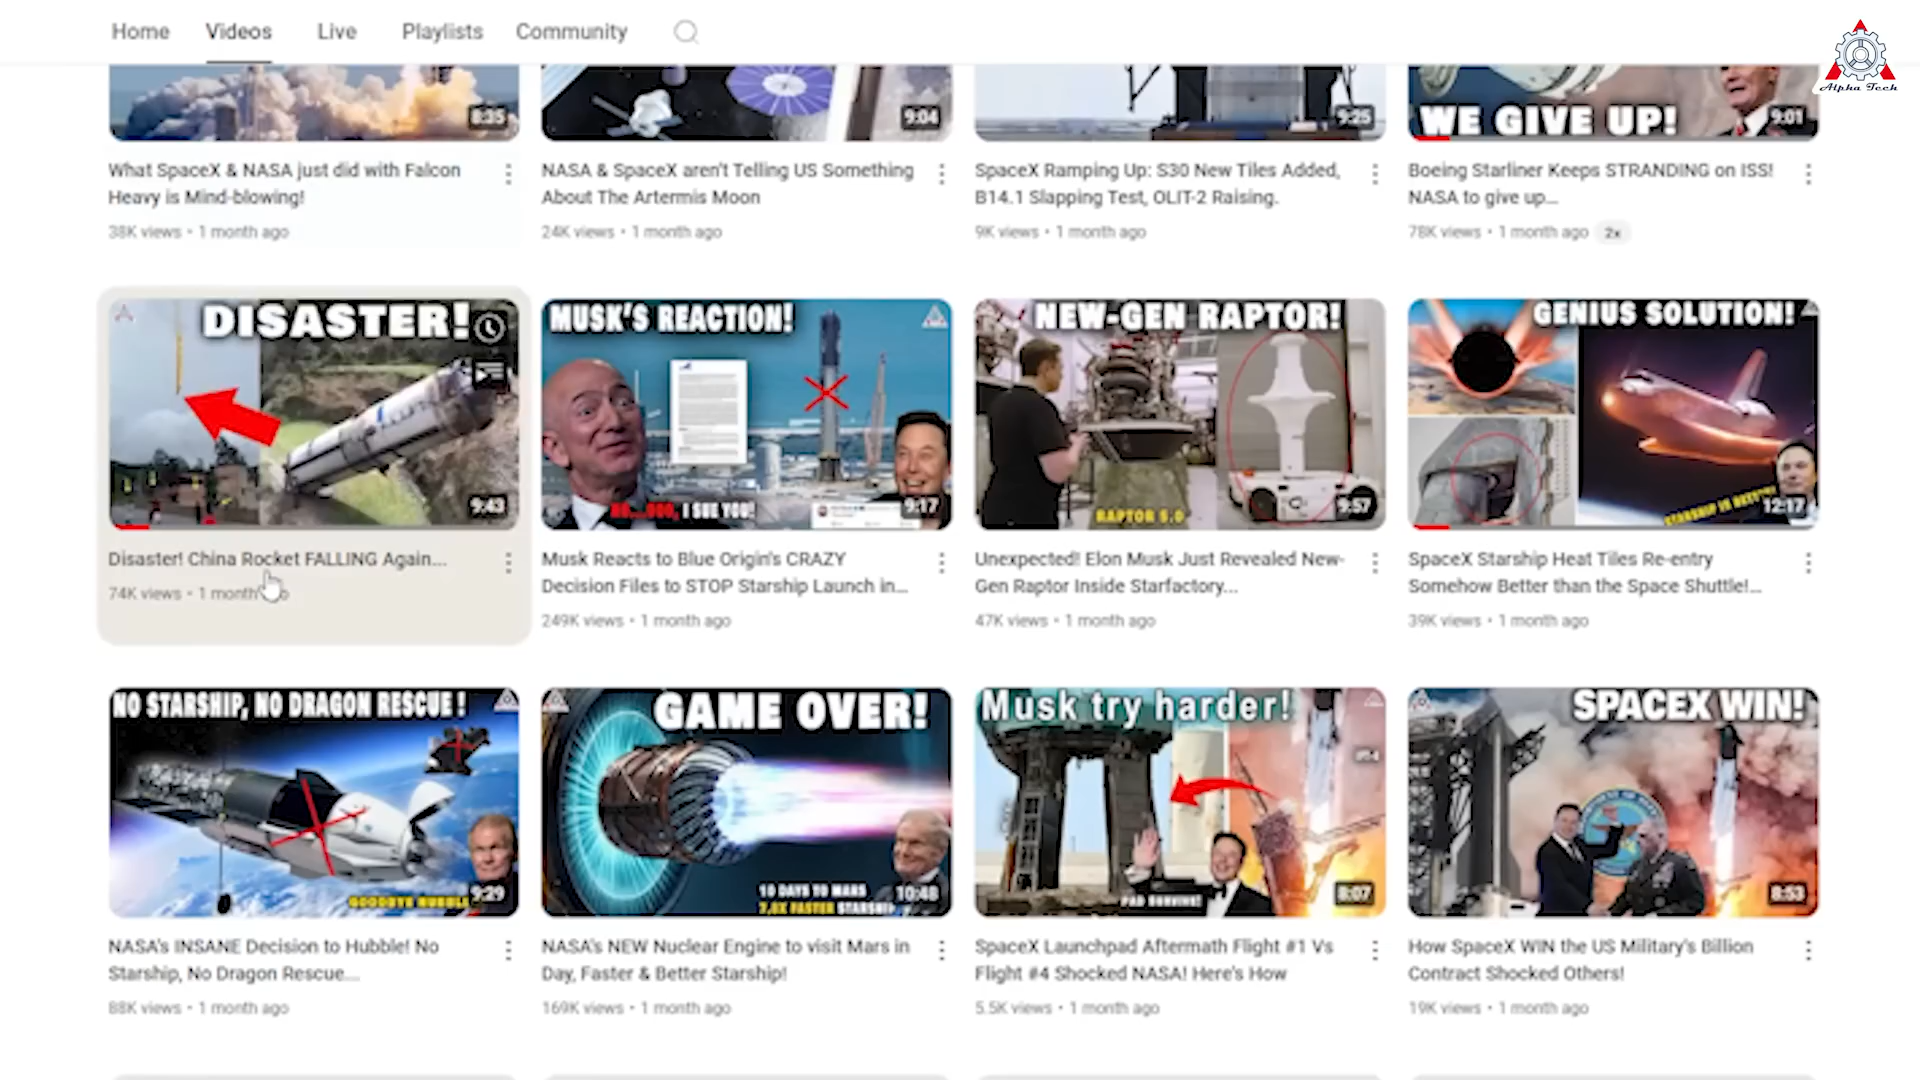 Home Videos Live Playlists Community
Alpha Tech
8:35
9:04
9:25
WE GIVE UP!
9:01
What SpaceX & NASA just did with Falcon
Heavy is Mind-blowing!
38K views • 1 month ago
NASA & SpaceX aren't Telling US Something
About The Artermis Moon
24K views • 1 month ago
SpaceX Ramping Up: S30 New Tiles Added,
B14.1 Slapping Test, OLIT-2 Raising.
9K views • 1 month ago
Boeing Starliner Keeps STRANDING on ISS!
NASA to give up...
78K views • 1 month ago 2x
DISASTER!
9:43
Disaster! China Rocket FALLING Again...
74K views • 1 month
MUSK'S REACTION!
I SUE YOU!
9:17
Musk Reacts to Blue Origin's CRAZY
Decision Files to STOP Starship Launch in...
249K views • 1 month ago
NEW-GEN RAPTOR!
RAPTOR 5.0
9:57
Unexpected! Elon Musk Just Revealed New-
Gen Raptor Inside Starfactory...
47K views • 1 month ago
GENIUS SOLUTION!
STARSHIP IS BEST
12:17
SpaceX Starship Heat Tiles Re-entry
Somehow Better than the Space Shuttle!...
39K views • 1 month ago
NO STARSHIP, NO DRAGON RESCUE !
GOODBYE HUBBLE
9:29
NASA's INSANE Decision to Hubble! No
Starship, No Dragon Rescue....
88K views • 1 month ago
GAME OVER!
10 DAYS TO MARS
FASTER STARSHIP
10:48
NASA's NEW Nuclear Engine to visit Mars in
Day, Faster & Better Starship!
169K views • 1 month ago
Musk try harder!
PAD SURVIVE!
8:07
SpaceX Launchpad Aftermath Flight #1 Vs
Flight #4 Shocked NASA! Here's How
5.5K views • 1 month ago
SPACEX WIN!
8:53
How SpaceX WIN the US Military's Billion
Contract Shocked Others!
19K views • 1 month ago